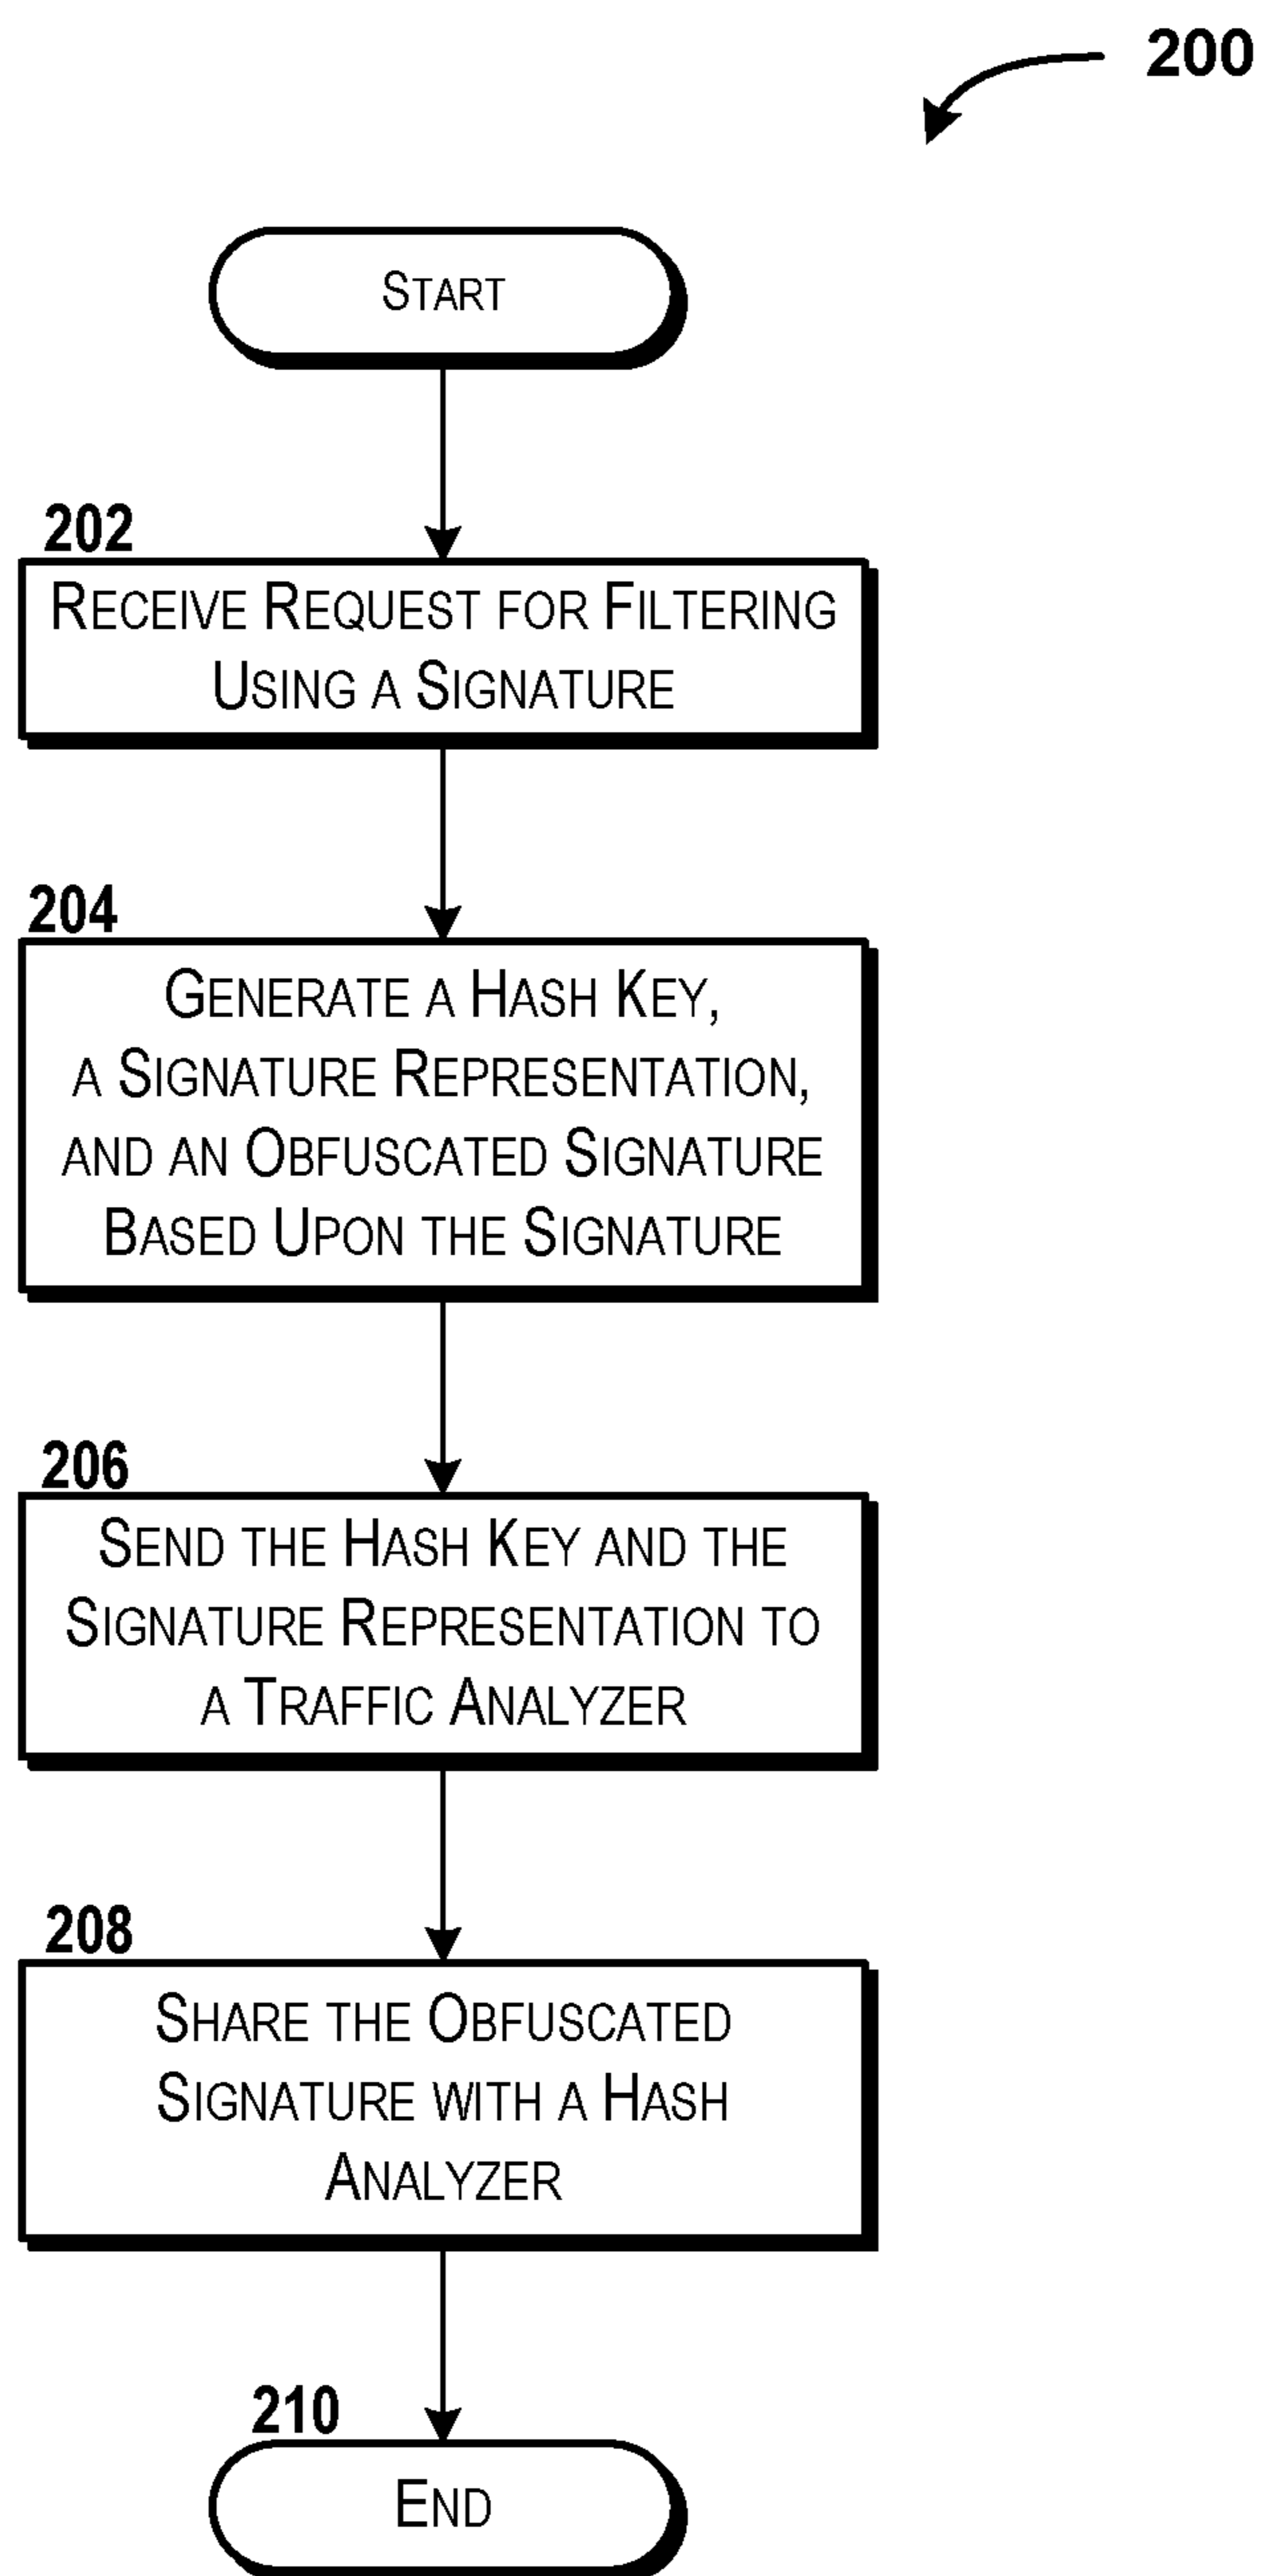 200
START
202
RECEIVE REQUEST FOR FILTERING
USING A SIGNATURE
204
GENERATE A HASH KEY,
A SIGNATURE REPRESENTATION,
AND AN OBFUSCATED SIGNATURE
BASED UPON THE SIGNATURE
206
SEND THE HASH KEY AND THE
SIGNATURE REPRESENTATION TO
A TRAFFIC ANALYZER
208
SHARE THE OBFUSCATED
SIGNATURE WITH A HASH
ANALYZER
210
END